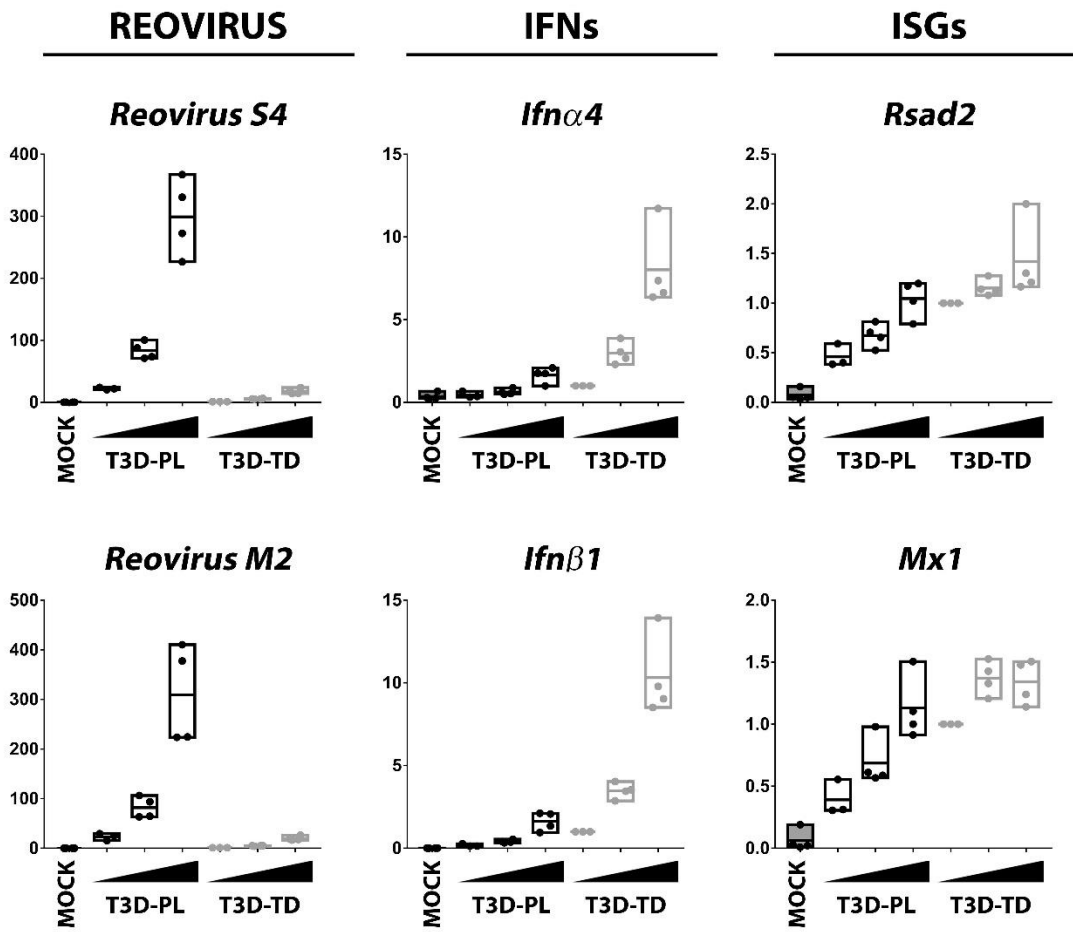 REOVIRUS IFNs ISGs
Reovirus S4 Ifnα4 Rsad2
400 15 2.5
300 10 2.0
200 5 1.5
100 0 1.0
0 0.5
0.0
MOCK T3D-PL T3D-TD MOCK T3D-PL T3D-TD MOCK T3D-PL T3D-TD
Reovirus M2 Ifnβ1 Mx1
500 15 2.0
400 10 1.5
300 5 1.0
200 0 0.5
100 0.0
0
MOCK T3D-PL T3D-TD MOCK T3D-PL T3D-TD MOCK T3D-PL T3D-TD